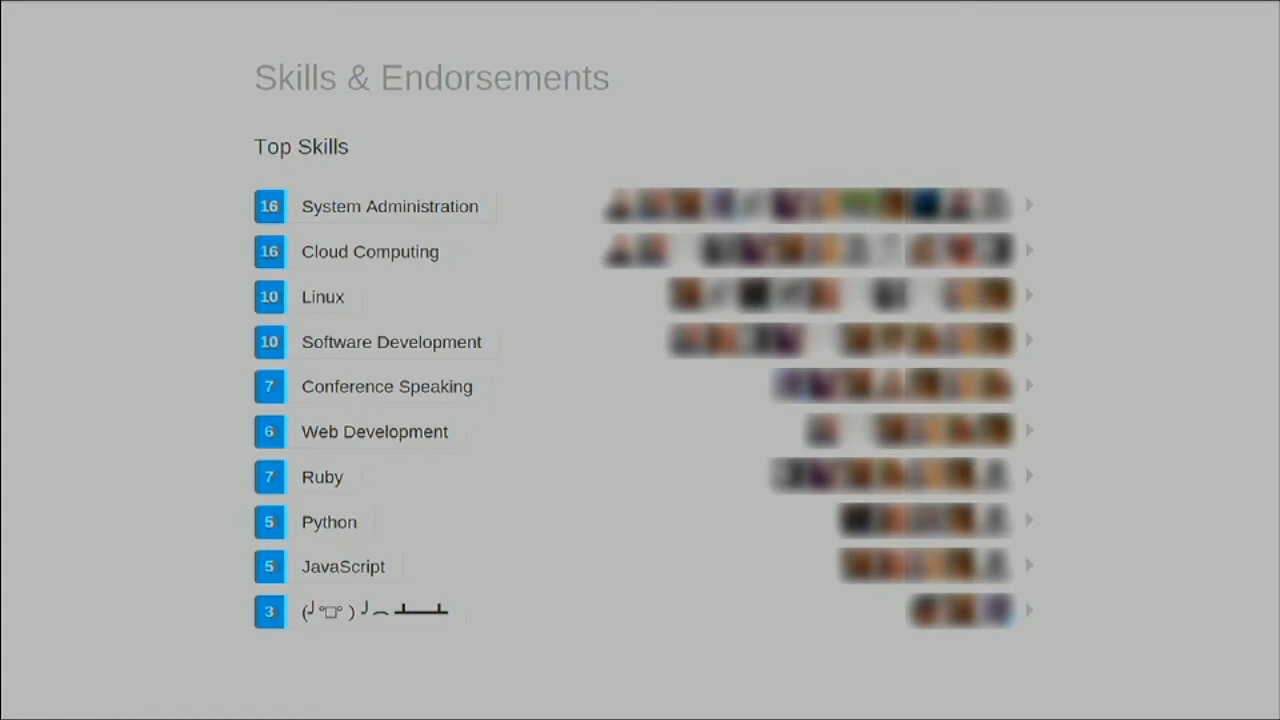 Skills & Endorsements
Top Skills
16 System Administration
16 Cloud Computing
10 Linux
10 Software Development
7 Conference Speaking
6 Web Development
7 Ruby
5 Python
5 JavaScript
3 (╯°□°）╯︵ ┻━┻